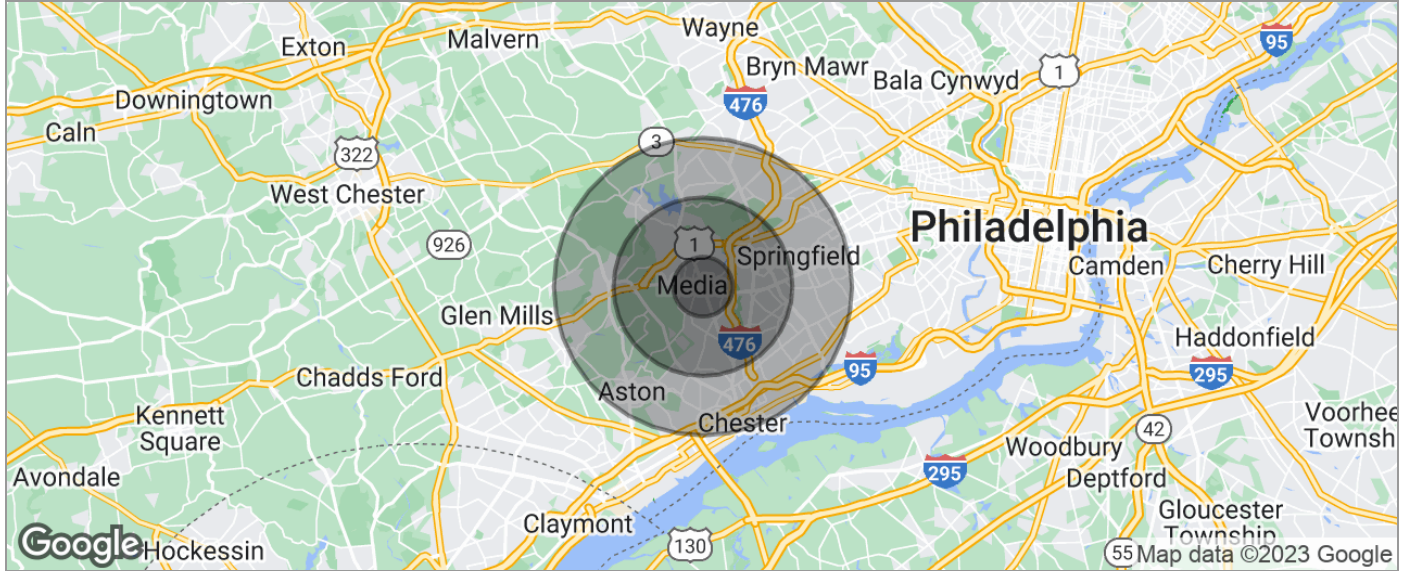 Wayne
Exton
Malvern
95
Bryn Mawr
1
Bala Cynwyd
Downingtown
476
Caln
3
322
West Chester
Philadelphia
926
1
Springfield
Camden
Cherry Hill
Media
Glen Mills
Haddonfield
476
95
295
Chadds Ford
Aston
Kennett
Square
Chester
Voorhee
Townsh
42
Woodbury
295
Avondale
Deptford
Gloucester
Township
Claymont
130
Google
Hockessin
55
Map data ©2023 Google